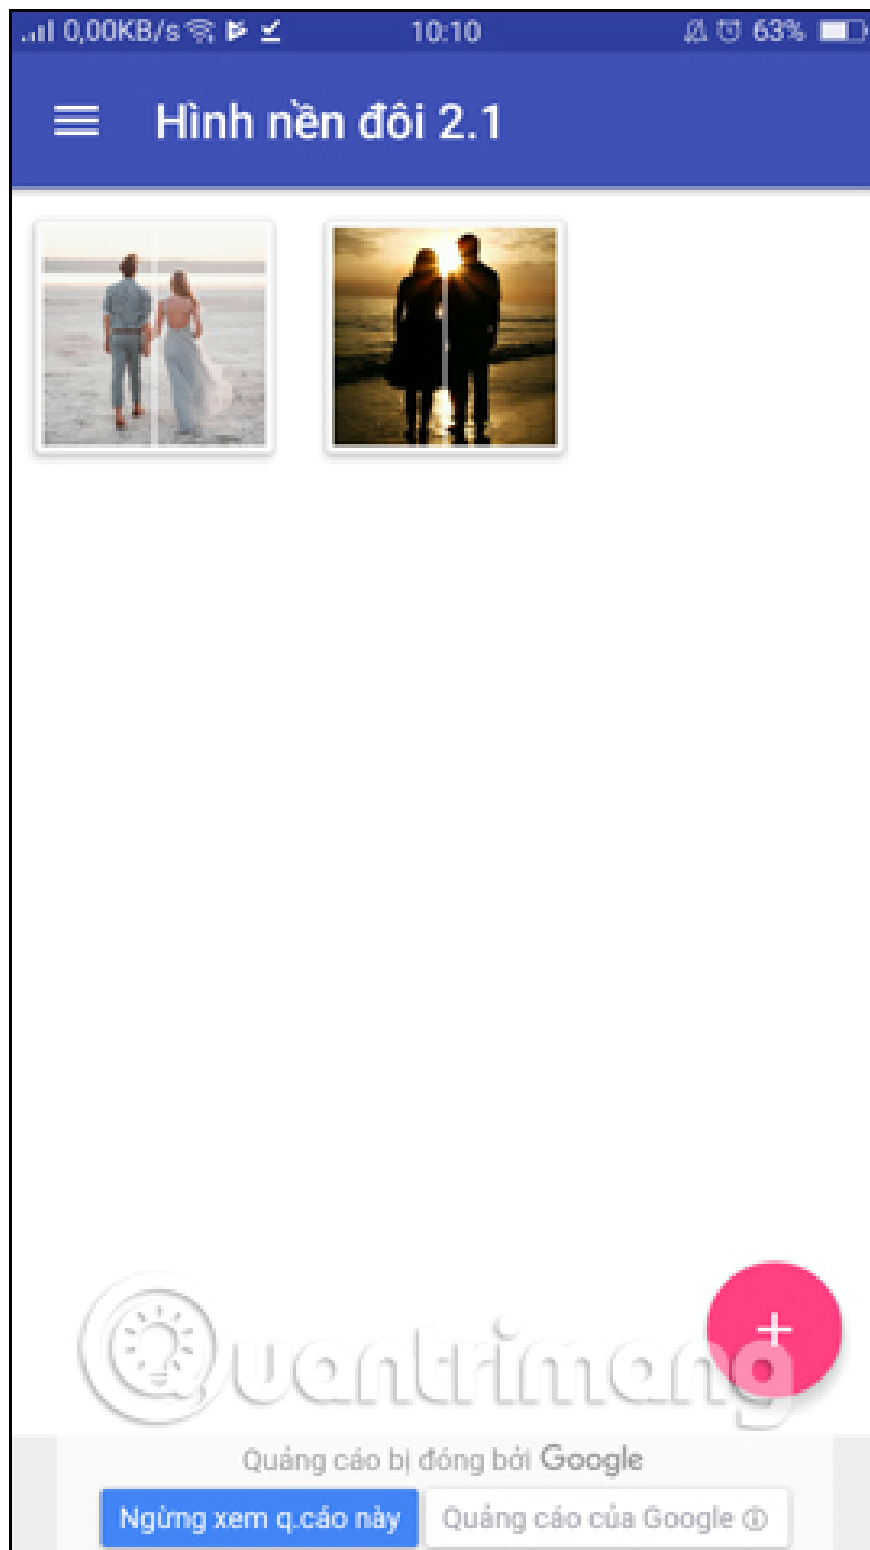 0,00KB/s 10:10 63%
Hình nền đôi 2.1
Quantrimang
Quảng cáo bị đóng bởi Google
Ngừng xem q.cáo này Quảng cáo của Google